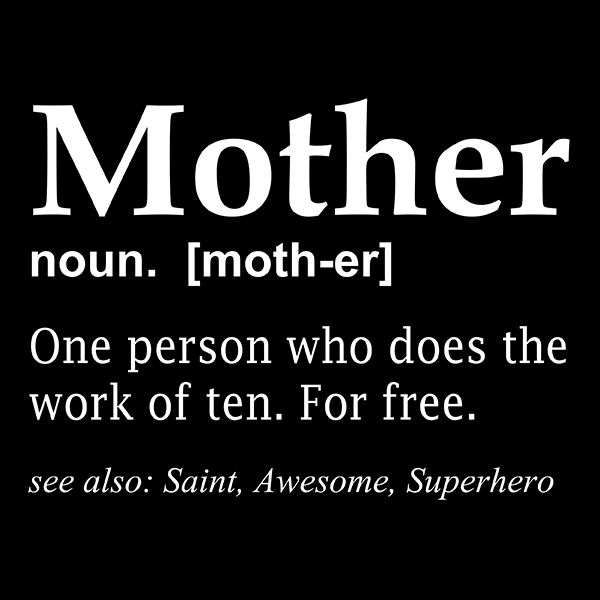 Mother
noun. [moth-er]
One person who does the
work of ten. For free.
see also: Saint, Awesome, Superhero